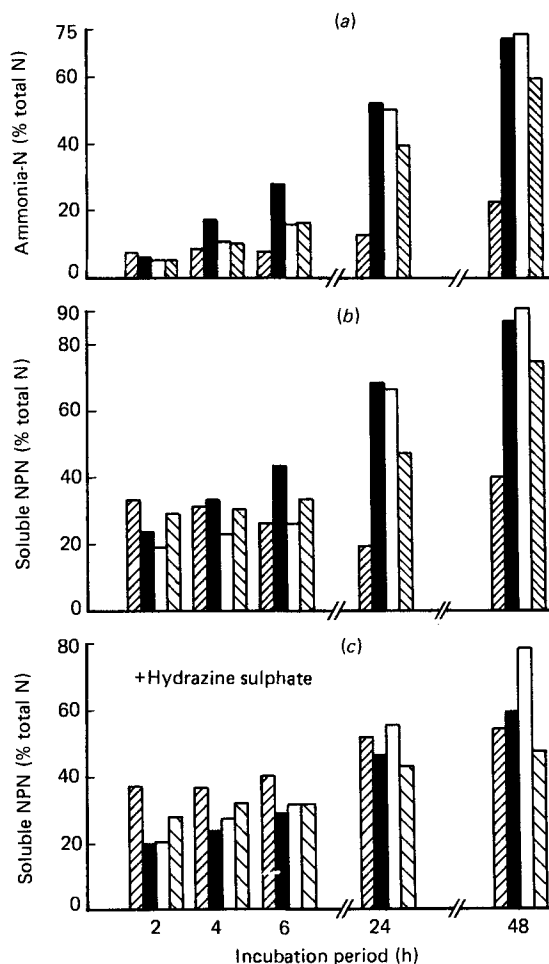 (a)
Ammonia-N (% total N)
75
60
40
20
0
(b)
Soluble NPN (% total N)
90
80
60
40
20
0
(c)
+Hydrazine sulphate
Soluble NPN (% total N)
80
60
40
20
0
2 4 6 24 48
Incubation period (h)